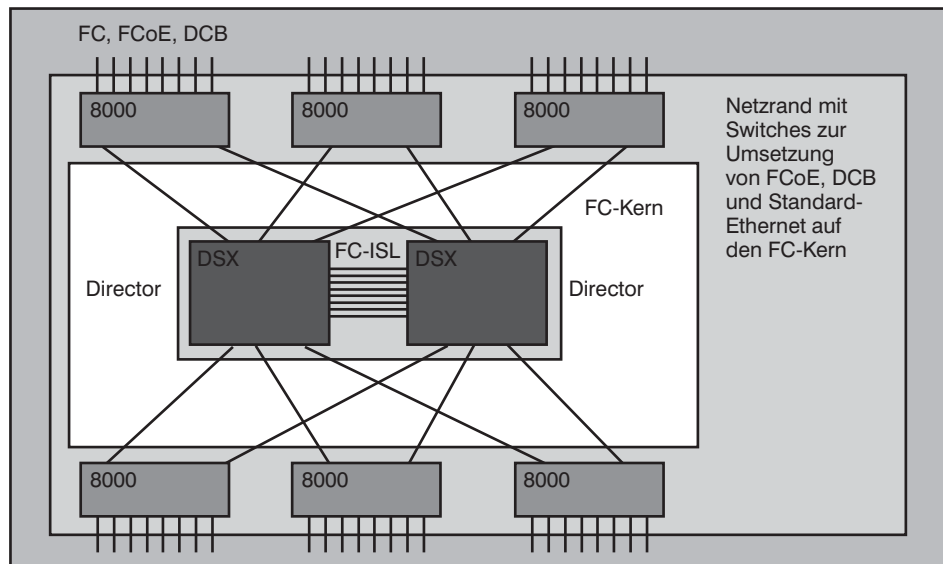 FC, FCoE, DCB
8000
8000
8000
Netzrand mit
Switches zur
Umsetzung
von FCoE, DCB
und Standard-
Ethernet auf
den FC-Kern
FC-Kern
DSX
FC-ISL
DSX
Director
Director
8000
8000
8000